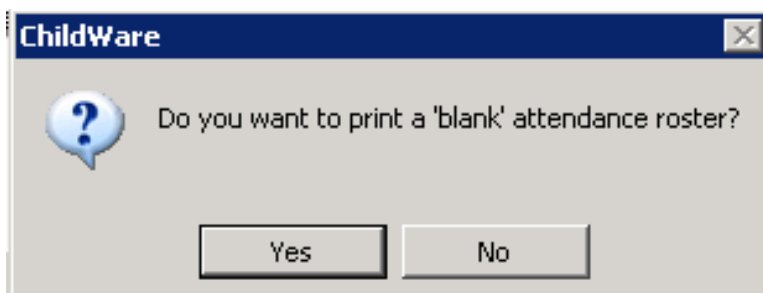 ChildWare
Do you want to print a 'blank' attendance roster?
Yes No